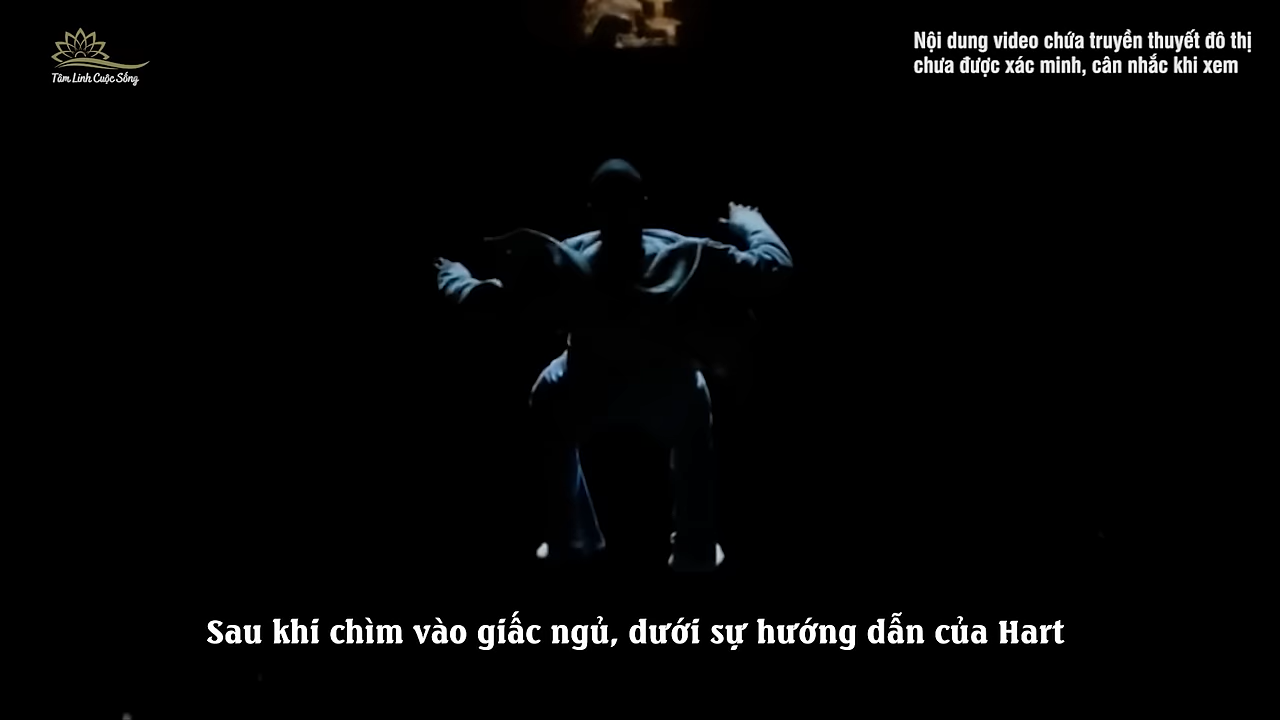 Tâm Linh Cuộc Sống
Nội dung video chứa truyền thuyết đô thị
chưa được xác minh, cân nhắc khi xem
Sau khi chìm vào giấc ngủ, dưới sự hướng dẫn của Hart